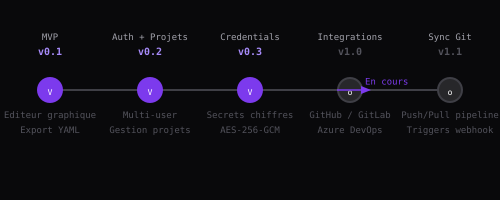 MVP
v0.1
Editeur graphique
Export YAML
Auth + Projets
v0.2
Multi-user
Gestion projets
Credentials
v0.3
Secrets chiffres
AES-256-GCM
Integrations
v1.0
GitHub / GitLab
Azure DevOps
En cours
Sync Git
v1.1
Push/Pull pipeline
Triggers webhook
V
V
V
o
o